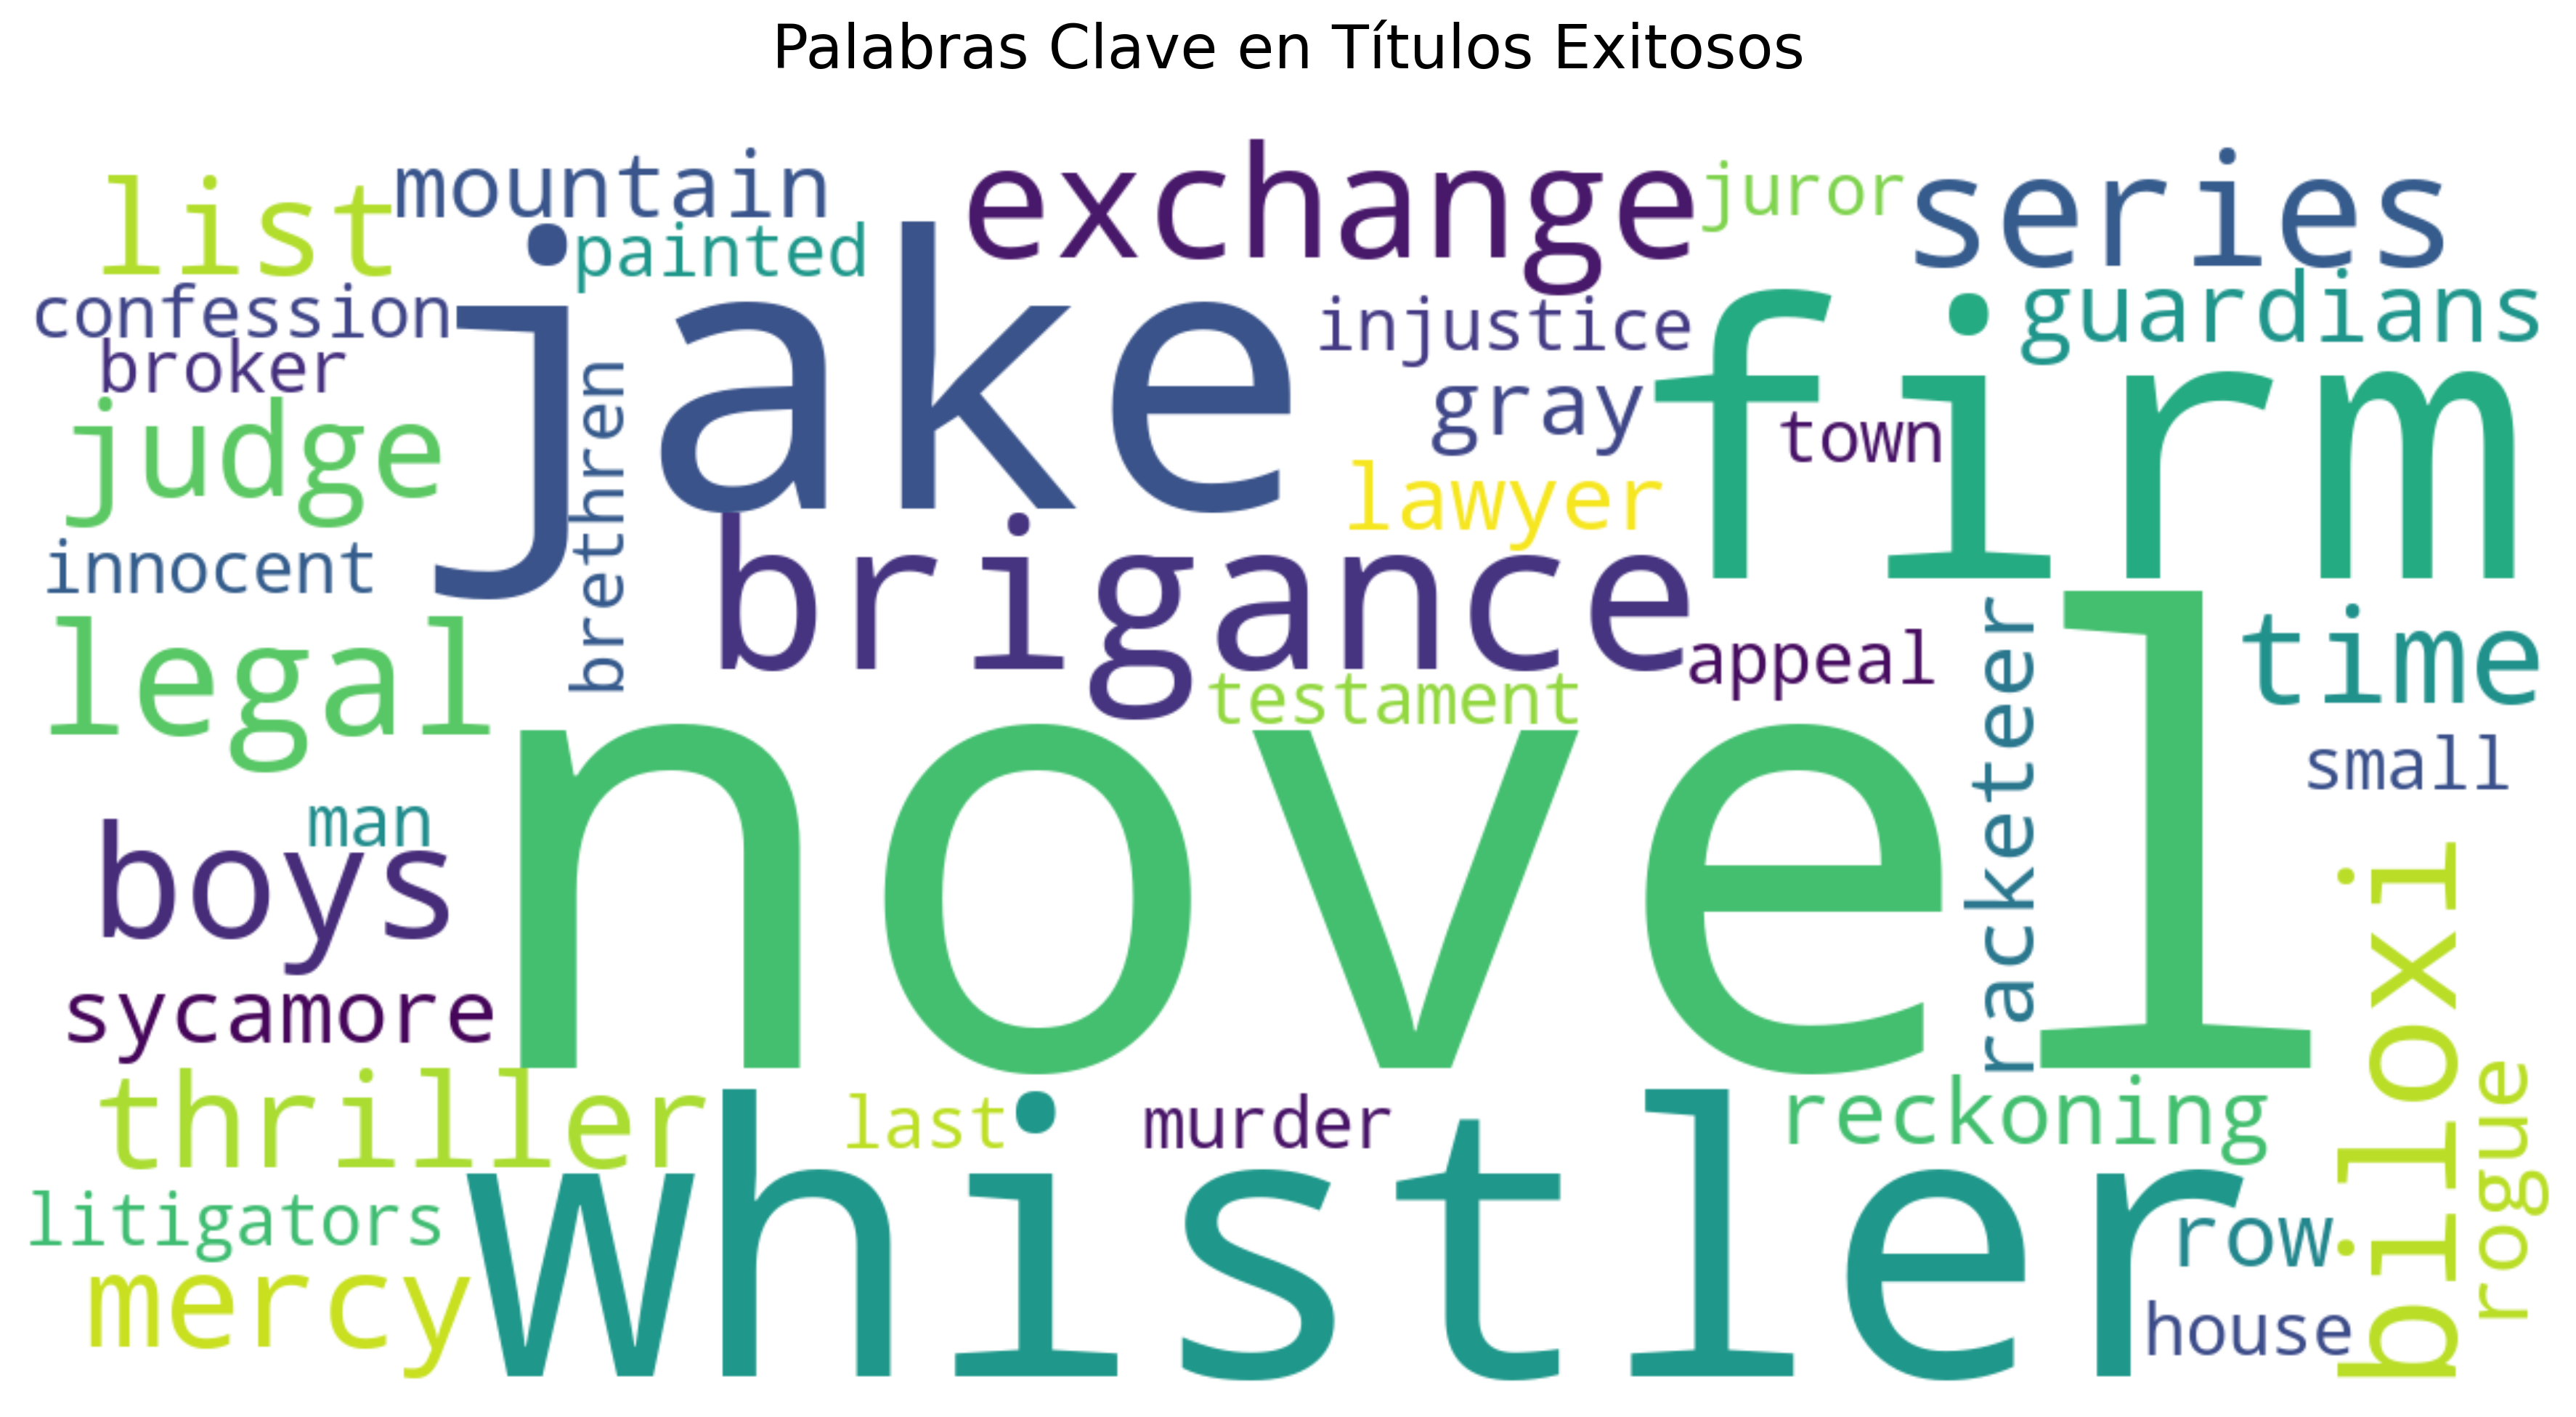 Palabras Clave en Títulos Exitosos
list
mountain
exchange
juror
series
painted
confession
jake
injustice
firm
guardians
broker
gray
town
judge
brethren
lawyer
innocent
brigance
legal
appeal
racketeer
time
testament
novel
small
man
boys
biloxi
sycamore
thriller
last
murder
reckoning
rogue
litigators
whistler
row
mercy
house